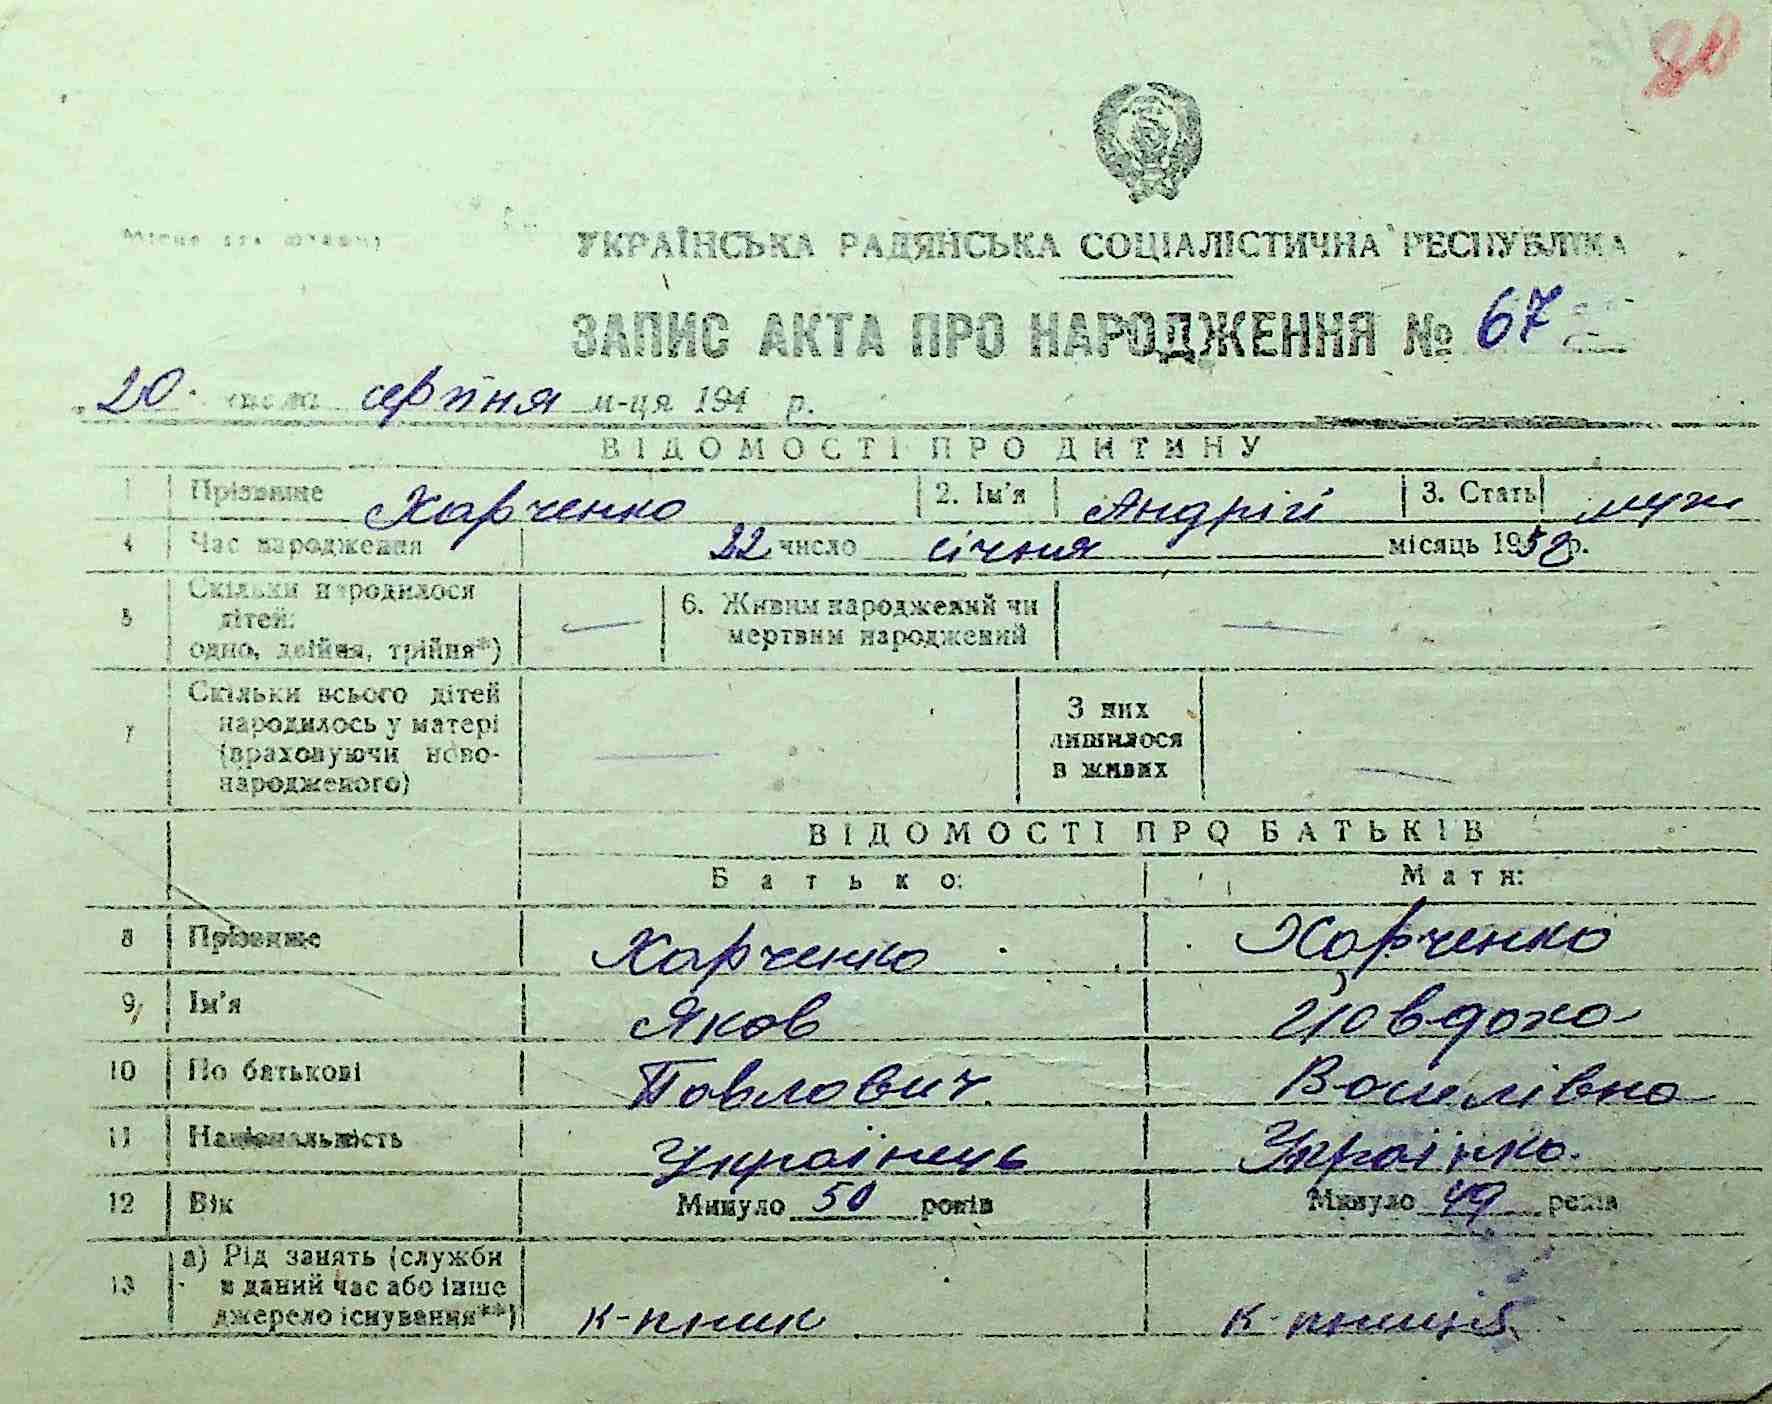 80
УКРАЇНСЬКА РАДЯНСЬКА СОЦІАЛІСТИЧНА РЕСПУБЛІКА
ЗАПИС АКТА ПРО НАРОДЖЕННЯ № 67
20 числа серпня м-ця 194 р.
ВІДОМОСТІ ПРО ДИТИНУ
1 Прізвище Харченко 2. Ім'я Андрій 3. Стать муж
4 Час народження 22 число січня місяць 1958 р.
5 Скільки народилося дітей: одно, двійня, трійня*) — 6. Живим народжений чи мертвим народжений —
7 Скільки всього дітей народилось у матері (враховуючи новонародженого) — З них лишилося в живих —
ВІДОМОСТІ ПРО БАТЬКІВ
Батько: Мати:
8 Прізвище Харченко Харченко
9 Ім'я Яков Йовдоха
10 По батькові Павлович Василівна
11 Національність Українець Українка
12 Вік Минуло 50 років Минуло 49 років
13 а) Рід занять (служби в даний час або інше джерело існування**) к-пник к-пниця